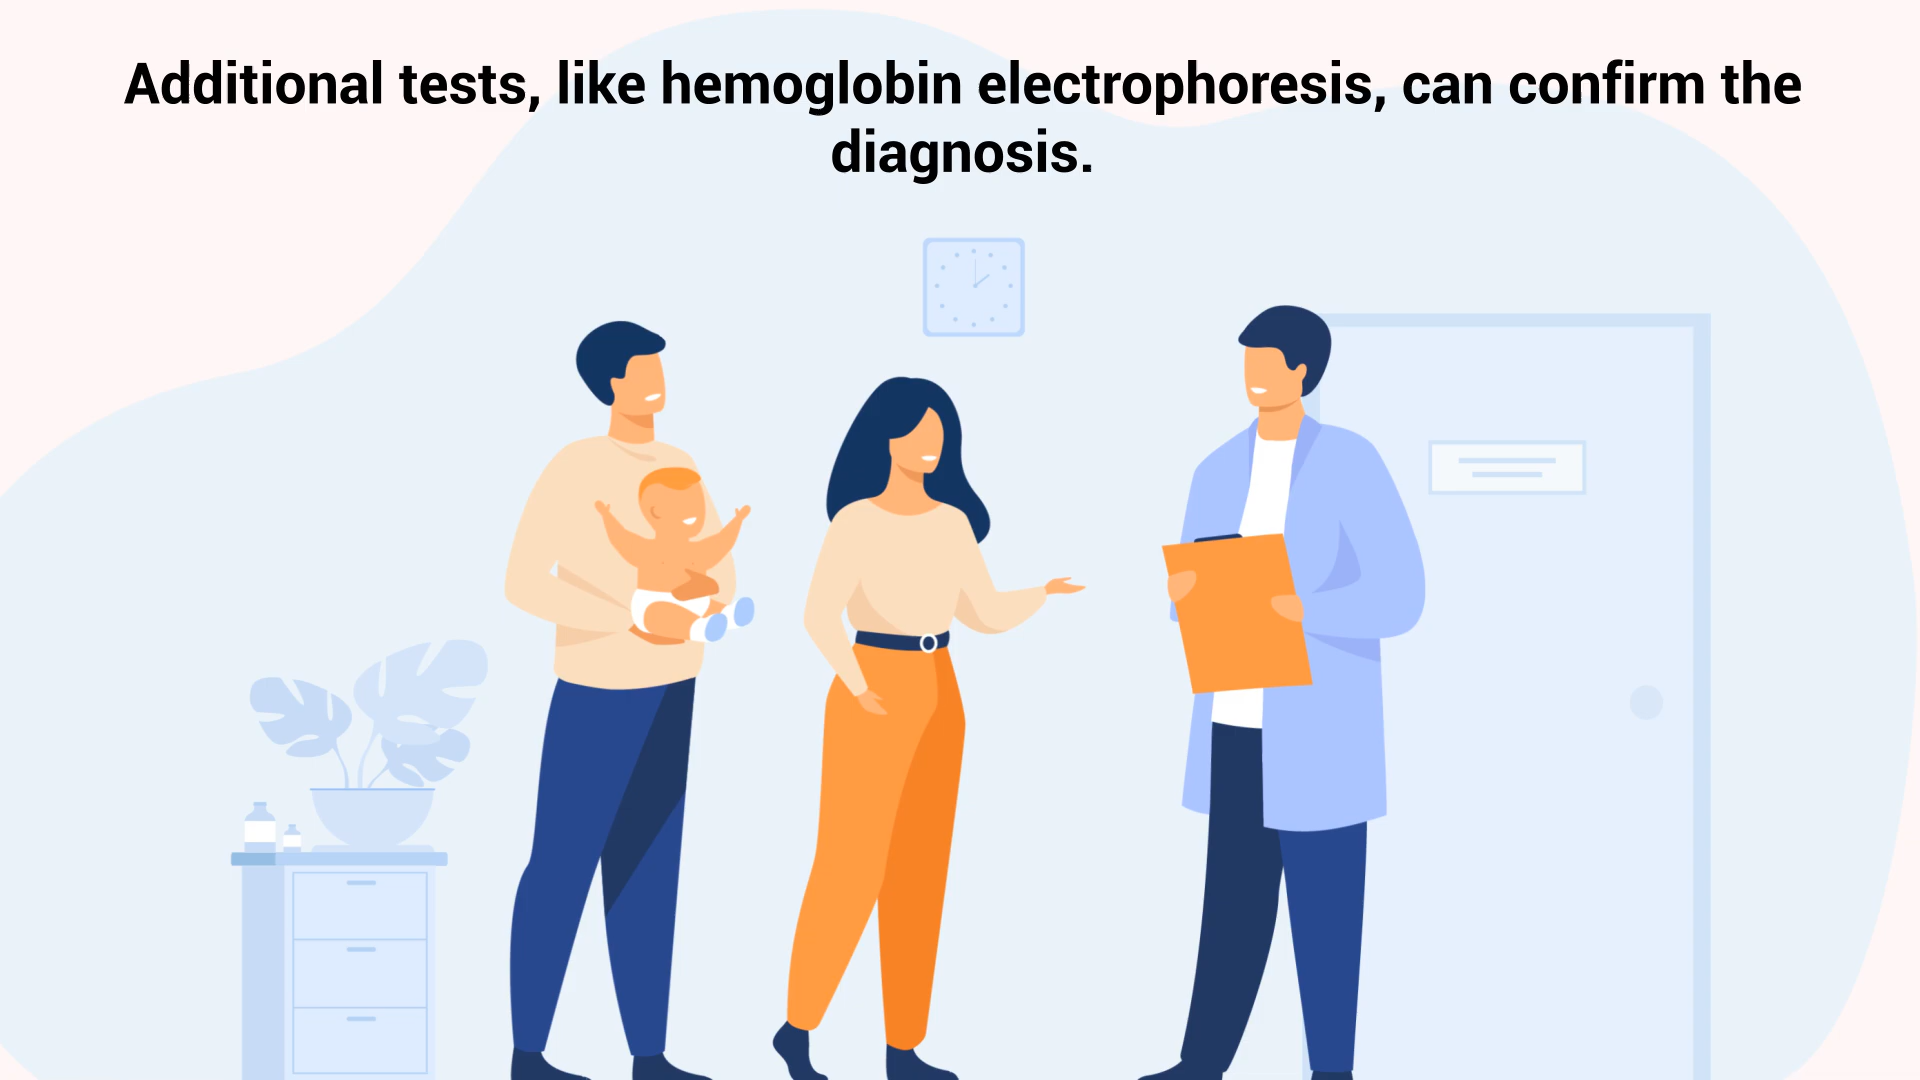 Additional tests, like hemoglobin electrophoresis, can confirm the
diagnosis.